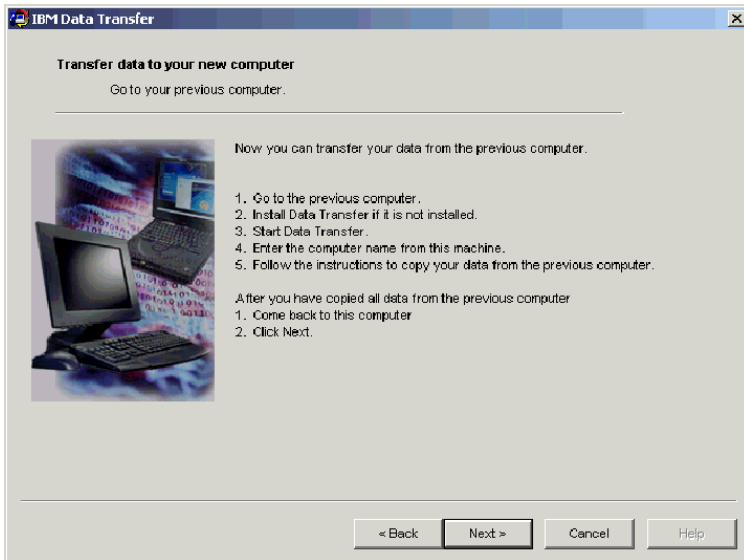 IBM Data Transfer
Transfer data to your new computer
Go to your previous computer.
Now you can transfer your data from the previous computer.
1. Go to the previous computer.
2. Install Data Transfer if it is not installed.
3. Start Data Transfer.
4. Enter the computer name from this machine.
5. Follow the instructions to copy your data from the previous computer.
After you have copied all data from the previous computer
1. Come back to this computer
2. Click Next.
« Back Next » Cancel Help